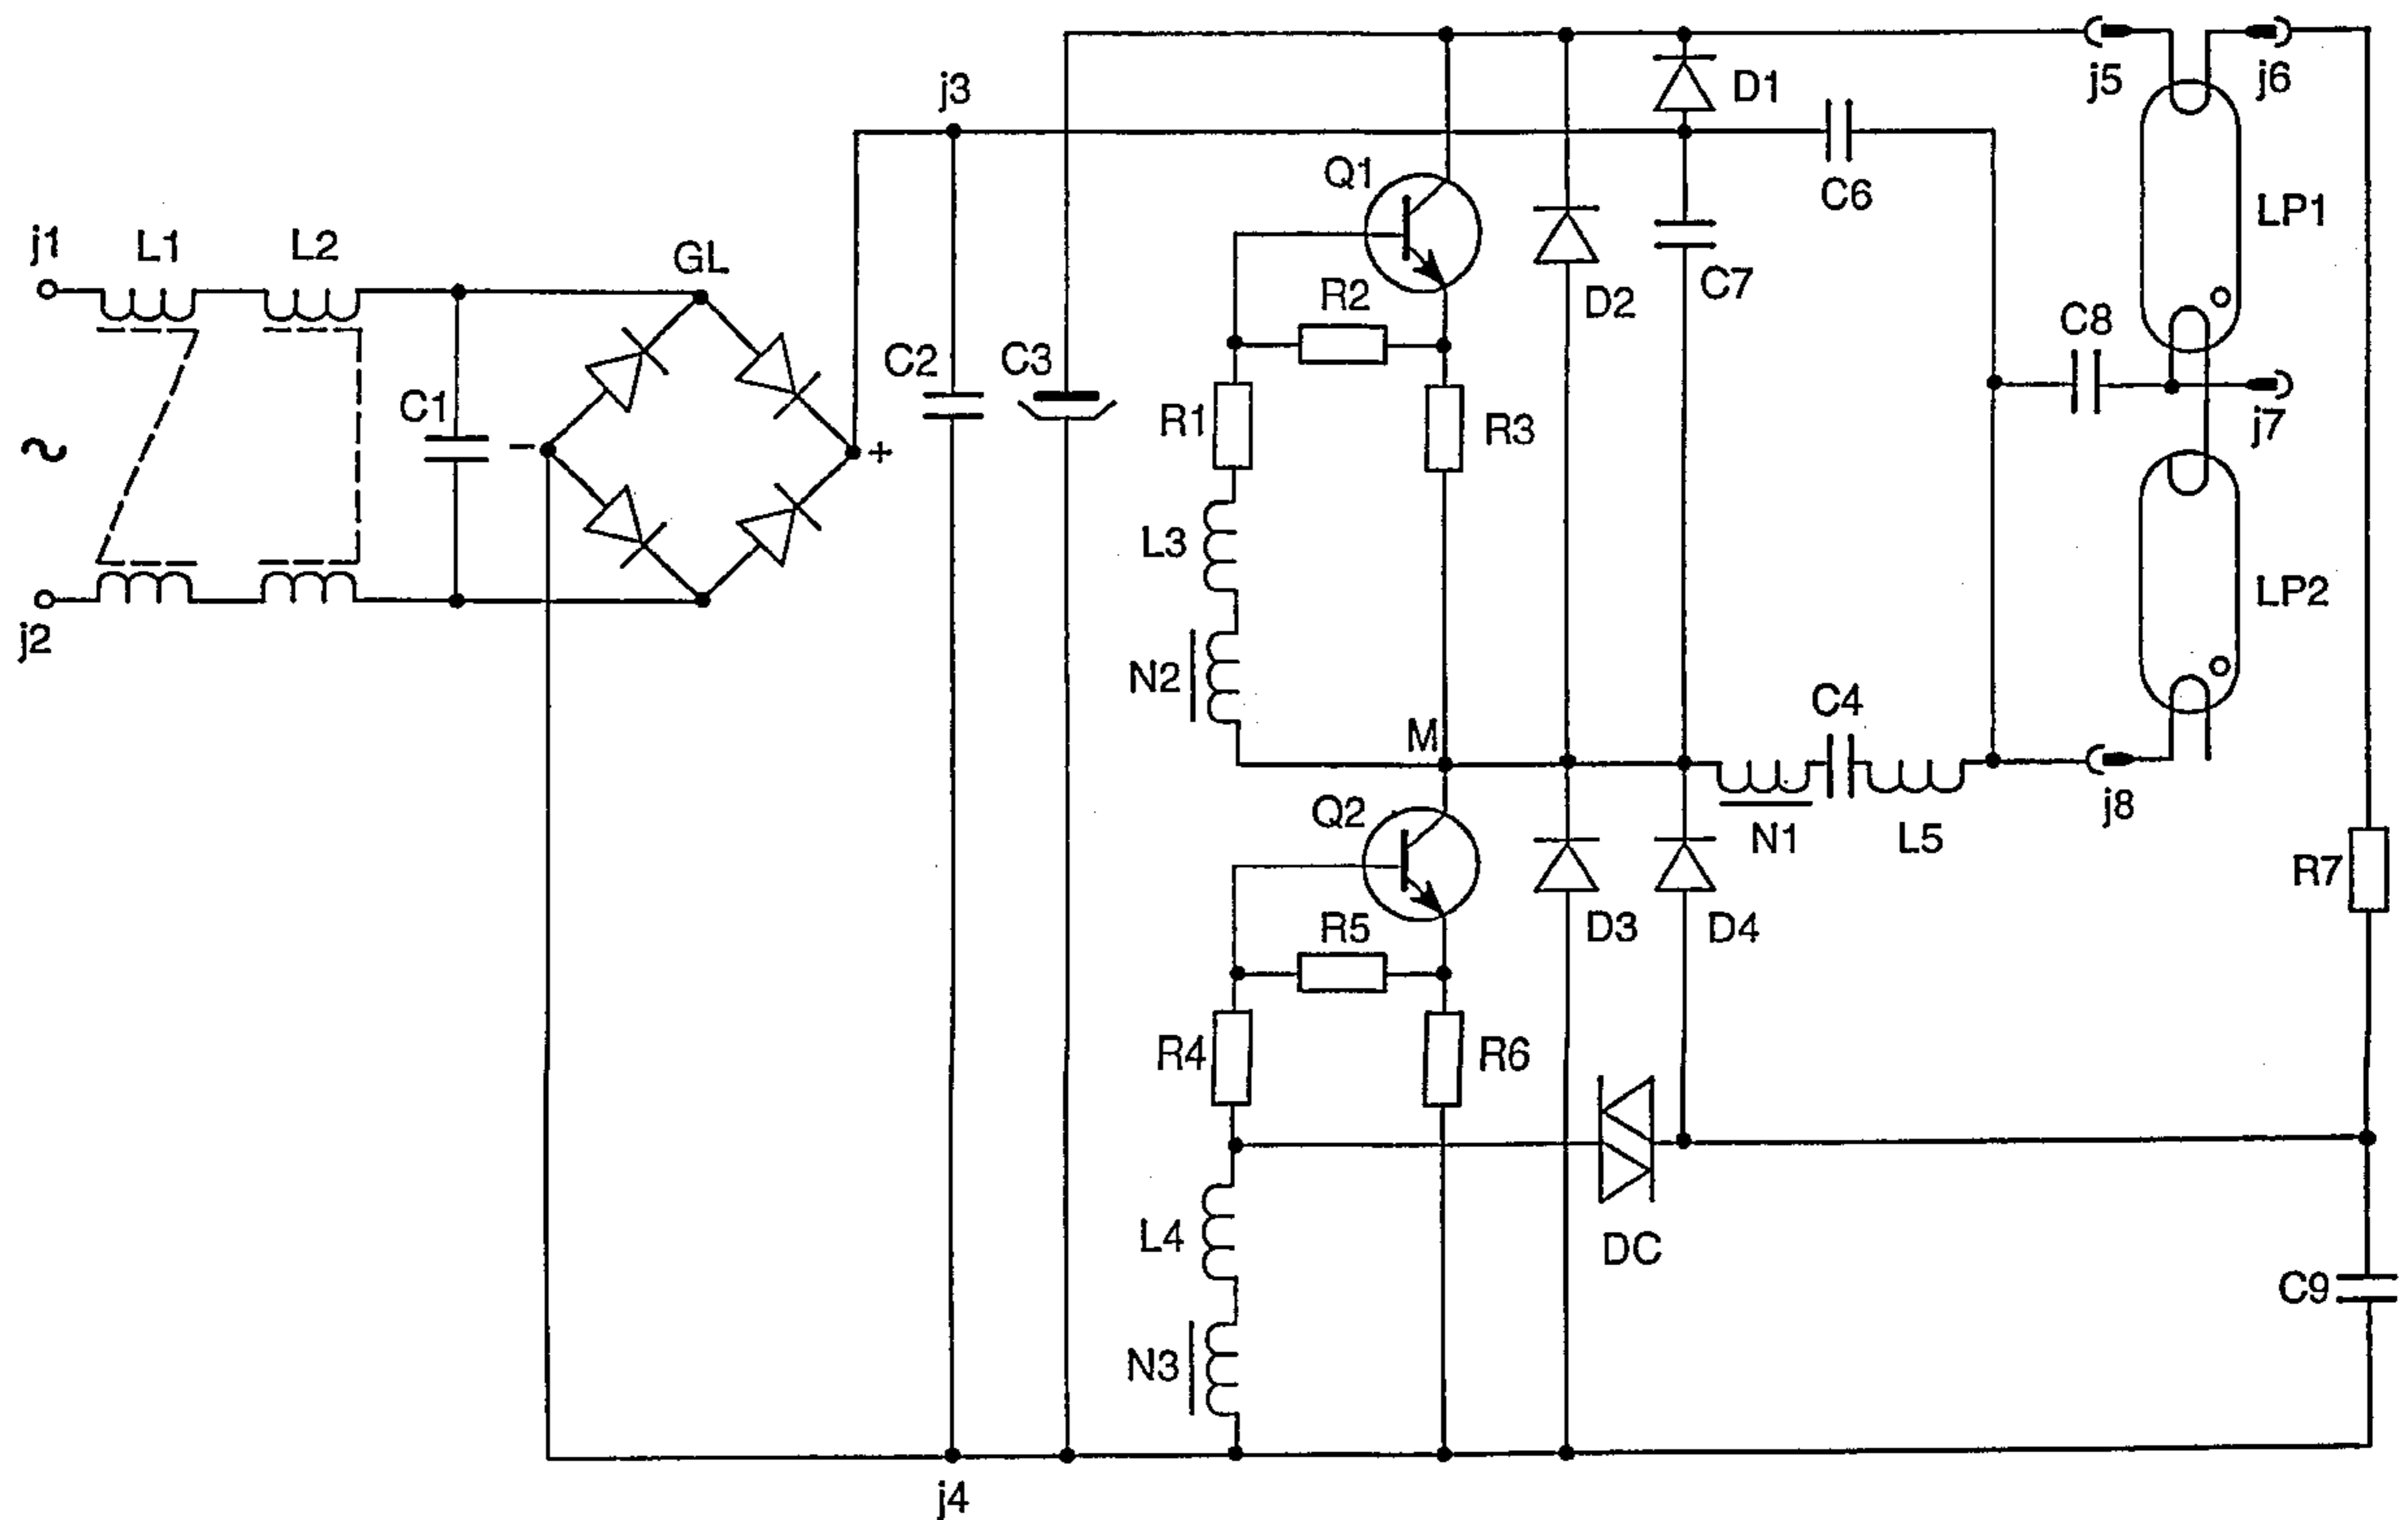 j5
j6
D1
j3
Q1
C6
LP1
j1
L1
L2
GL
R2
D2
C7
C8
C2
C3
C1
R1
R3
j7
~
−
+
L3
LP2
j2
N2
M
C4
Q2
N1
L5
j8
R7
R5
D3
D4
R4
R6
L4
DC
C9
N3
j4